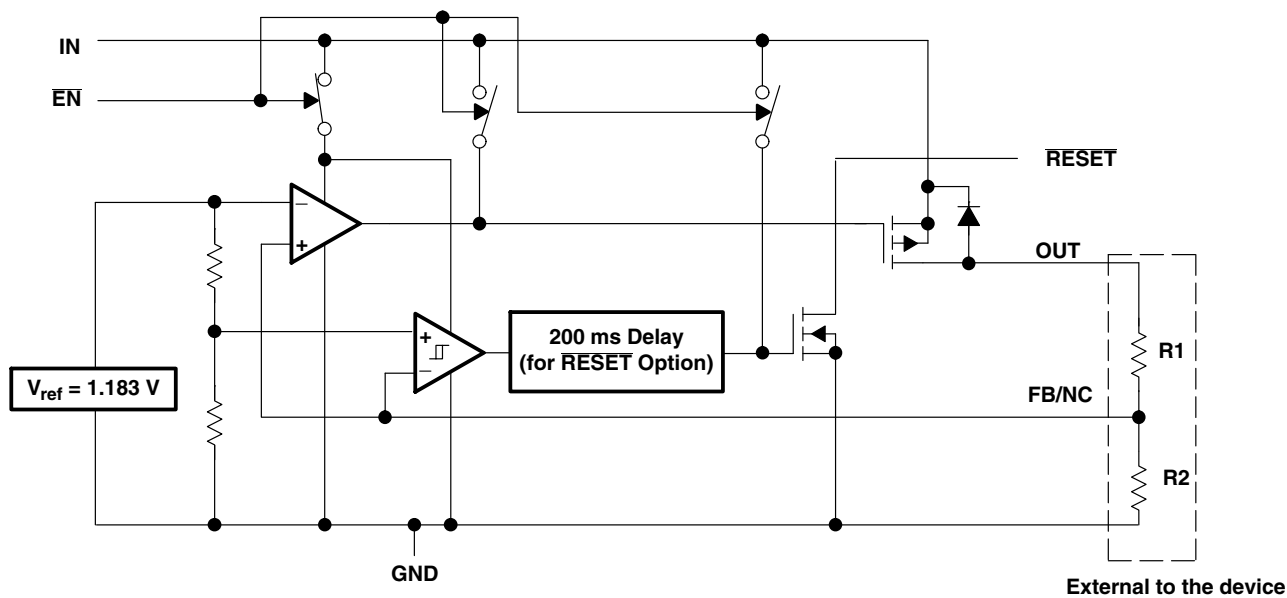 IN
EN
RESET
−
+
OUT
+
−
200 ms Delay
(for RESET Option)
R1
Vref = 1.183 V
FB/NC
R2
GND
External to the device